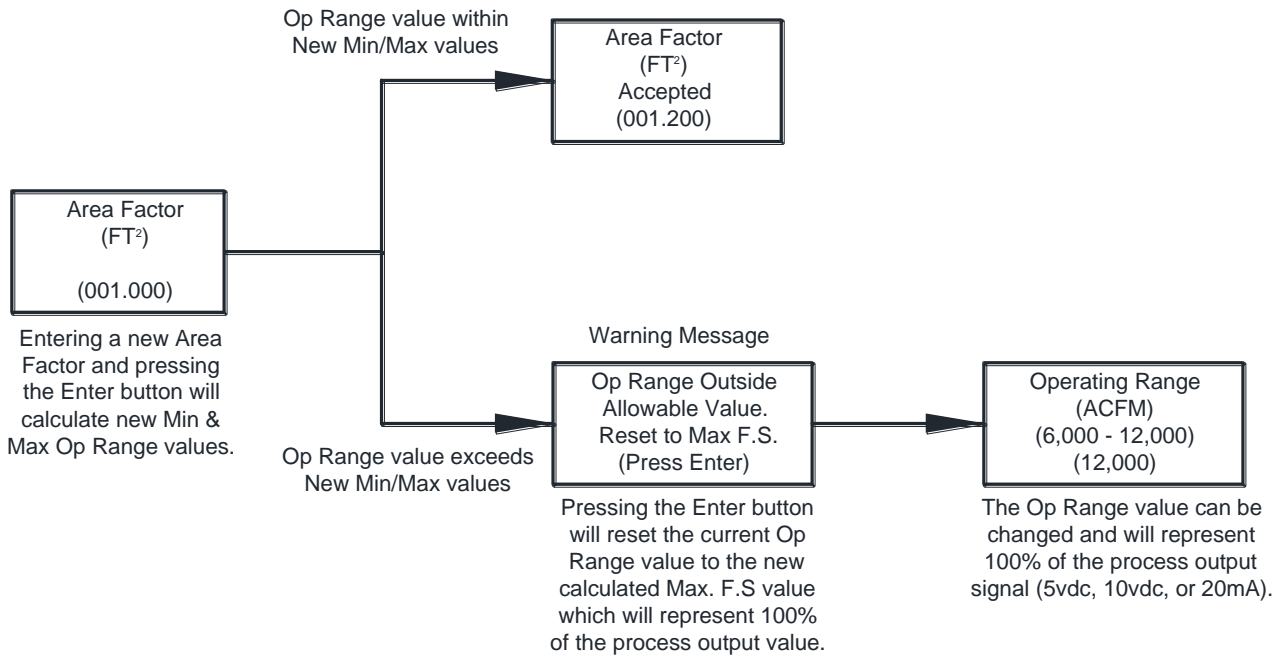 Op Range value within
New Min/Max values
Area Factor
(FT²)
Accepted
(001.200)
Area Factor
(FT²)
(001.000)
Entering a new Area
Factor and pressing
the Enter button will
calculate new Min &
Max Op Range values.
Op Range value exceeds
New Min/Max values
Warning Message
Op Range Outside
Allowable Value.
Reset to Max F.S.
(Press Enter)
Pressing the Enter button
will reset the current Op
Range value to the new
calculated Max. F.S value
which will represent 100%
of the process output value.
Operating Range
(ACFM)
(6,000 - 12,000)
(12,000)
The Op Range value can be
changed and will represent
100% of the process output
signal (5vdc, 10vdc, or 20mA).